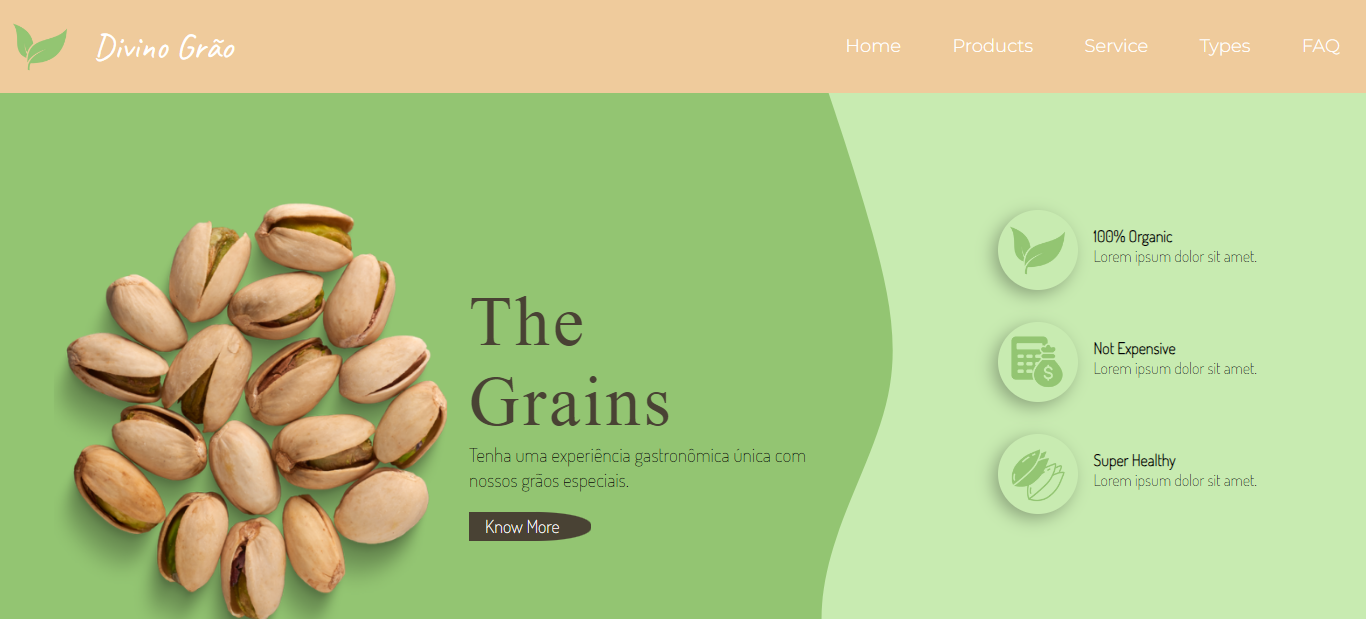 Divino Grão
Home Products Service Types FAQ
The
Grains
Tenha uma experiência gastronômica única com
nossos grãos especiais.
Know More
100% Organic
Lorem ipsum dolor sit amet.
Not Expensive
Lorem ipsum dolor sit amet.
$
Super Healthy
Lorem ipsum dolor sit amet.